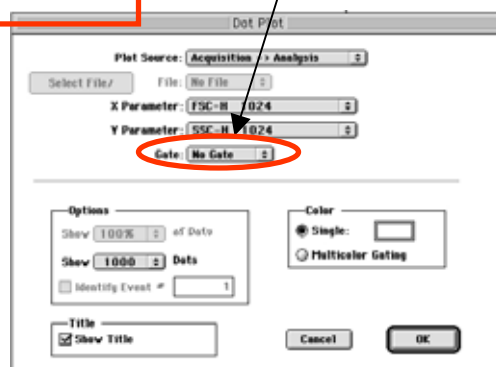 Dot Plot
Plot Source: Acquisition -> Analysis
Select File/ File: No File
X Parameter: FSC-H 1024
Y Parameter: SSC-H 1024
Gate: No Gate
Options
Show 100% of Dots
Show 1000 Dots
Identify Event # 1
Color
Single:
Multicolor Gating
Title
Show Title
Cancel OK